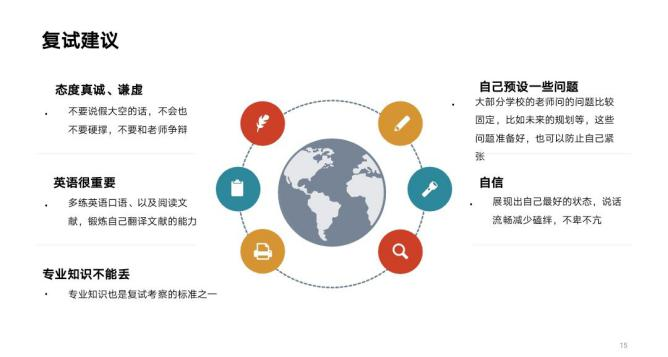 复试建议
态度真诚、谦虚
• 不要说假大空的话，不会也
不要硬撑，不要和老师争辩
英语很重要
• 多练英语口语、以及阅读文
献，锻炼自己翻译文献的能力
专业知识不能丢
• 专业知识也是复试考察的标准之一
自己预设一些问题
• 大部分学校的老师问的问题比较
固定，比如未来的规划等，这些
问题准备好，也可以防止自己紧
张
自信
• 展现出自己最好的状态，说话
流畅减少磕绊，不卑不亢
15